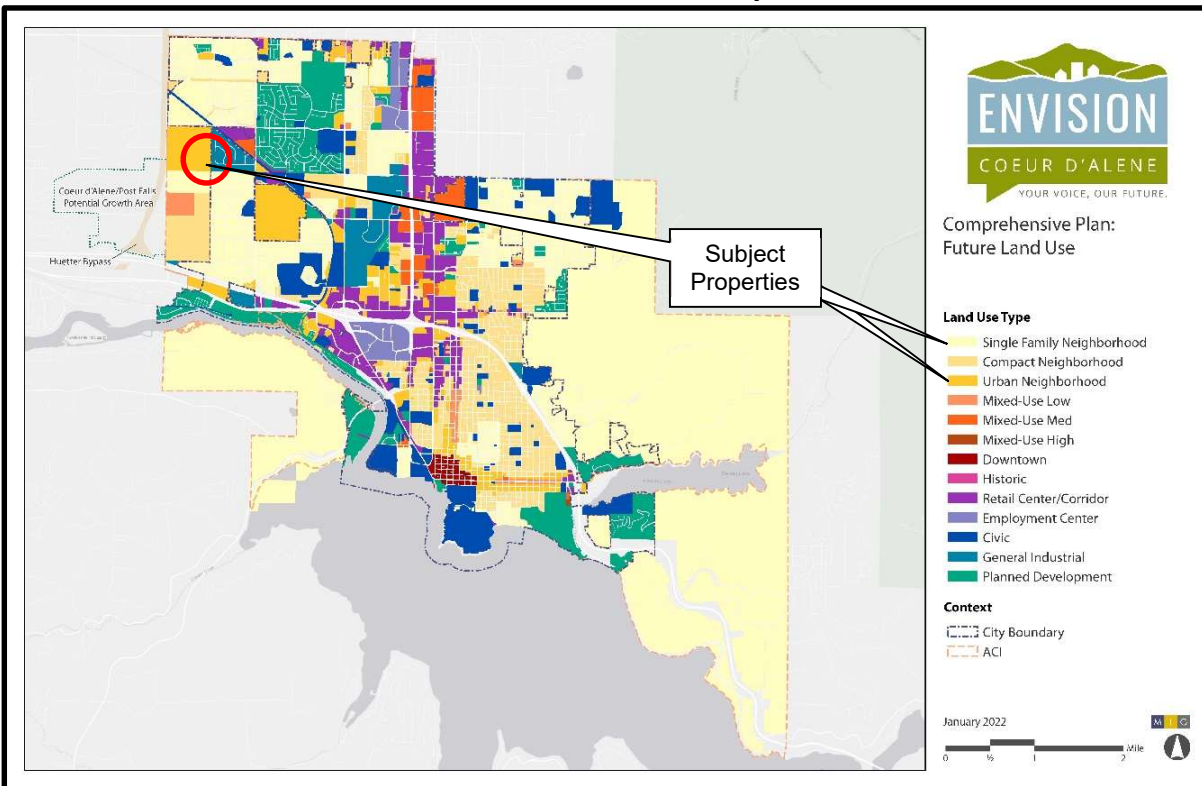 Coeur d'Alene/Post Falls
Potential Growth Area
Huetter Bypass
Subject
Properties
ENVISION
COEUR D'ALENE
YOUR VOICE, OUR FUTURE.
Comprehensive Plan:
Future Land Use
Land Use Type
Single Family Neighborhood
Compact Neighborhood
Urban Neighborhood
Mixed-Use Low
Mixed-Use Med
Mixed-Use High
Downtown
Historic
Retail Center/Corridor
Employment Center
Civic
General Industrial
Planned Development
Context
City Boundary
ACI
January 2022
M I G
0 ½ 1 2 Mile